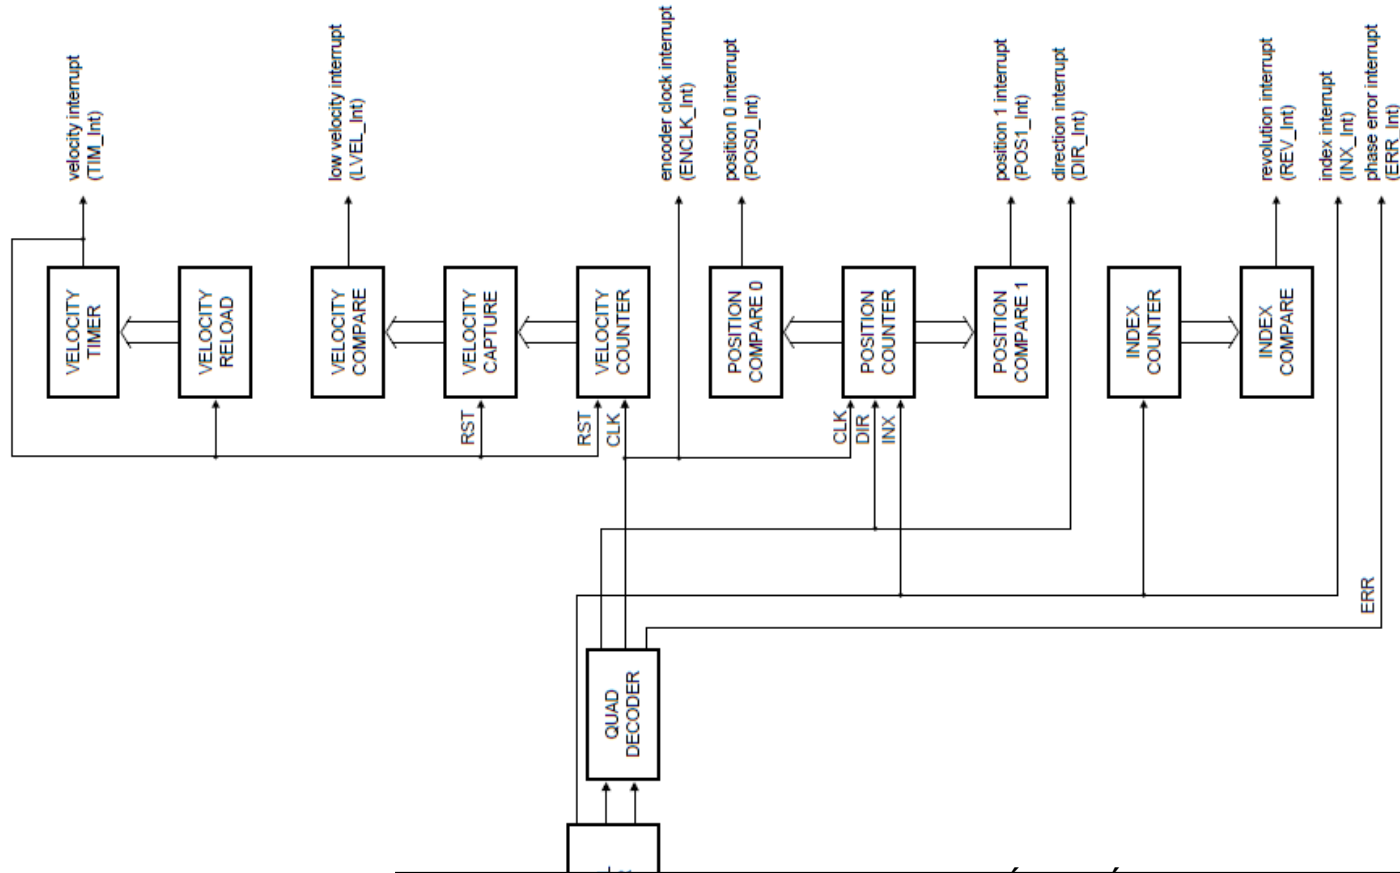 velocity interrupt
(TIM_Int)
low velocity interrupt
(LVEL_Int)
encoder clock interrupt
(ENCLK_Int)
position 0 interrupt
(POS0_Int)
position 1 interrupt
(POS1_Int)
direction interrupt
(DIR_Int)
revolution interrupt
(REV_Int)
index interrupt
(INX_Int)
phase error interrupt
(ERR_Int)
VELOCITY
TIMER
VELOCITY
RELOAD
VELOCITY
COMPARE
VELOCITY
CAPTURE
VELOCITY
COUNTER
POSITION
COMPARE 0
POSITION
COUNTER
POSITION
COMPARE 1
INDEX
COUNTER
INDEX
COMPARE
RST
RST
CLK
CLK
DIR
INX
ERR
QUAD
DECODER